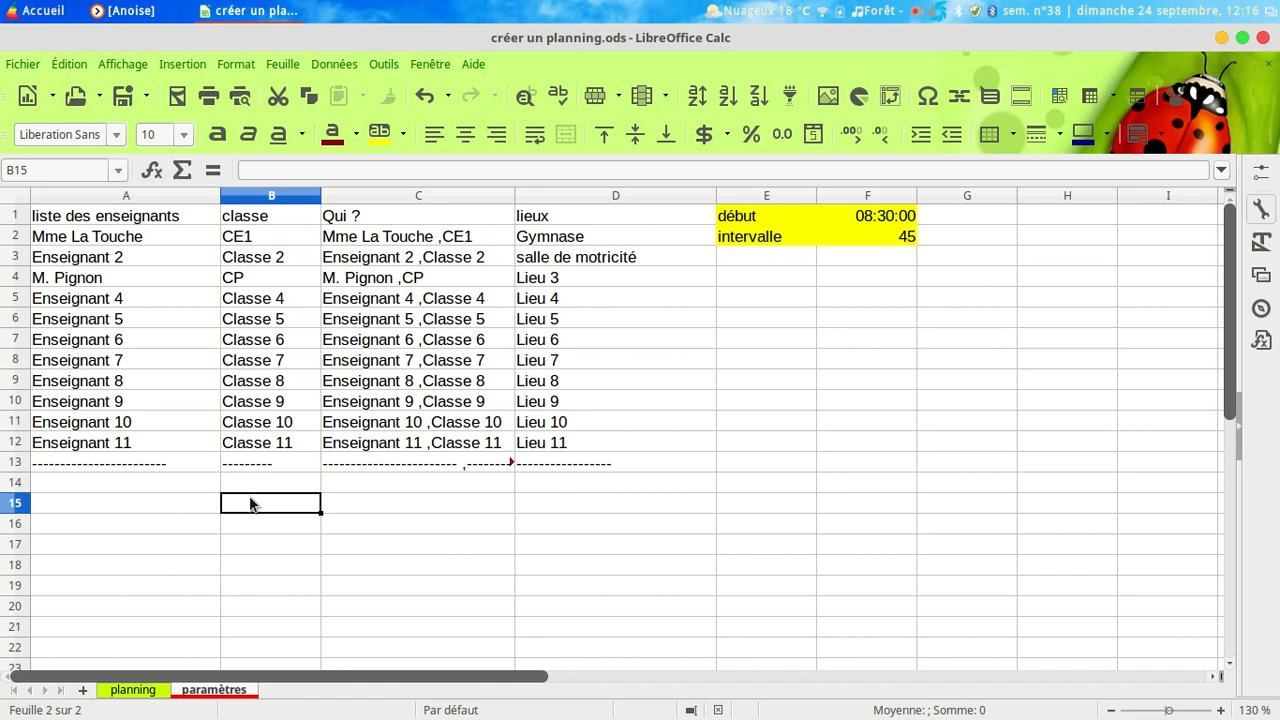 Accueil [Anoise] créer un pla... Nuageux 18 °C Forêt - sem. n°38 | dimanche 24 septembre, 12:16
créer un planning.ods - LibreOffice Calc
Fichier Édition Affichage Insertion Format Feuille Données Outils Fenêtre Aide
Liberation Sans 10
B15
A B C D E F G H I
1 liste des enseignants classe Qui ? lieux début 08:30:00
2 Mme La Touche CE1 Mme La Touche ,CE1 Gymnase intervalle 45
3 Enseignant 2 Classe 2 Enseignant 2 ,Classe 2 salle de motricité
4 M. Pignon CP M. Pignon ,CP Lieu 3
5 Enseignant 4 Classe 4 Enseignant 4 ,Classe 4 Lieu 4
6 Enseignant 5 Classe 5 Enseignant 5 ,Classe 5 Lieu 5
7 Enseignant 6 Classe 6 Enseignant 6 ,Classe 6 Lieu 6
8 Enseignant 7 Classe 7 Enseignant 7 ,Classe 7 Lieu 7
9 Enseignant 8 Classe 8 Enseignant 8 ,Classe 8 Lieu 8
10 Enseignant 9 Classe 9 Enseignant 9 ,Classe 9 Lieu 9
11 Enseignant 10 Classe 10 Enseignant 10 ,Classe 10 Lieu 10
12 Enseignant 11 Classe 11 Enseignant 11 ,Classe 11 Lieu 11
13 ------------------------ --------- ------------------------ ,-------- -----------------
14
15
16
17
18
19
20
21
22
23
planning paramètres
Feuille 2 sur 2 Par défaut Moyenne: ; Somme: 0 130 %